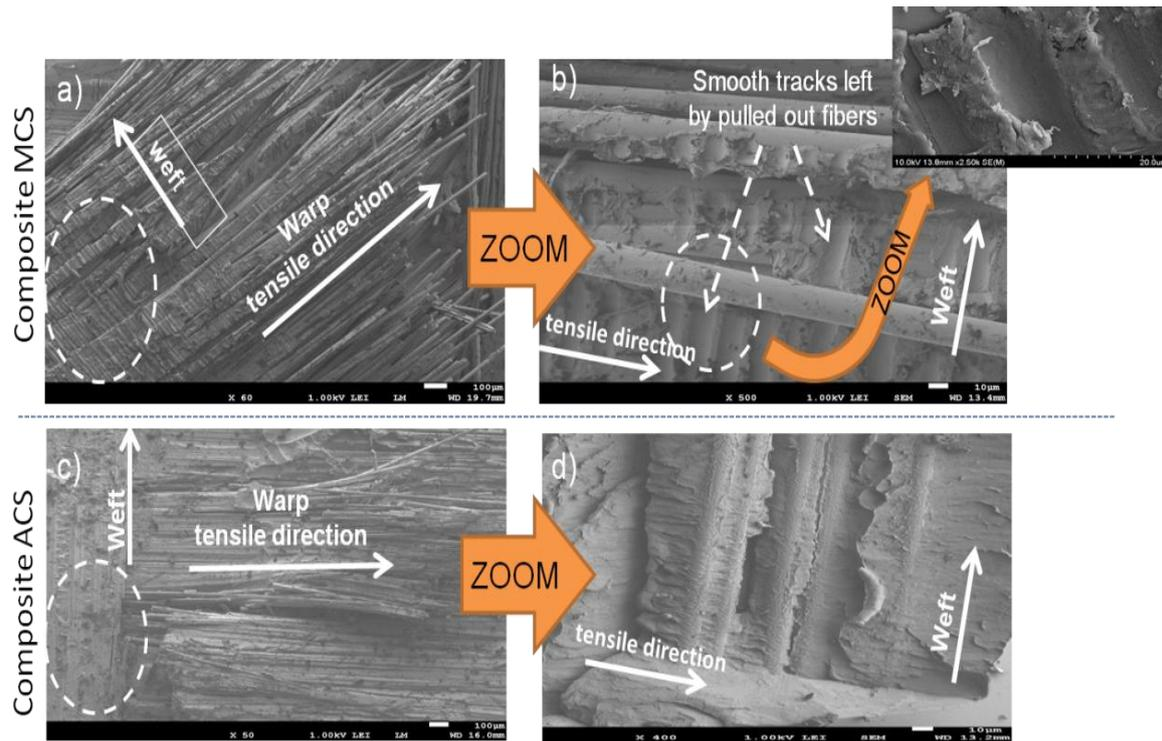 Composite MCS
a)
weft
Warp
tensile direction
X 60 1.00kV LEI LM WD 19.7mm
100μm
ZOOM
b)
Smooth tracks left
by pulled out fibers
tensile direction
ZOOM
Weft
X 500 1.00kV LEI SEM WD 13.4mm
10μm
10.0kV 13.8mm x2.50k SE(M)
Composite ACS
c)
Weft
Warp
tensile direction
X 50 1.00kV LEI LM WD 16.0mm
100μm
ZOOM
d)
tensile direction
Weft
X 400 1.00kV LEI SEM WD 13.2mm
10μm